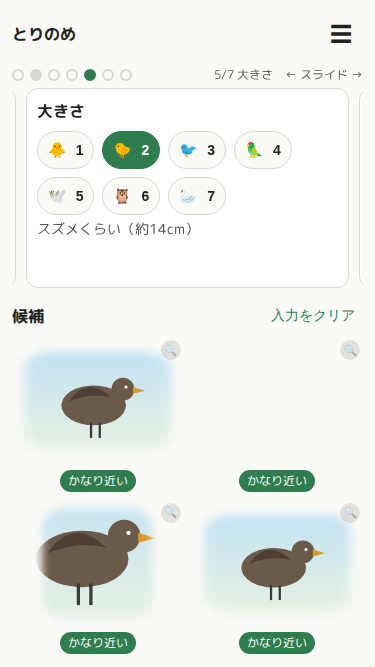 とりのめ
5/7 大きさ ← スライド →
大きさ
1
2
3
4
5
6
7
スズメくらい（約14cm）
候補
入力をクリア
かなり近い
かなり近い
かなり近い
かなり近い